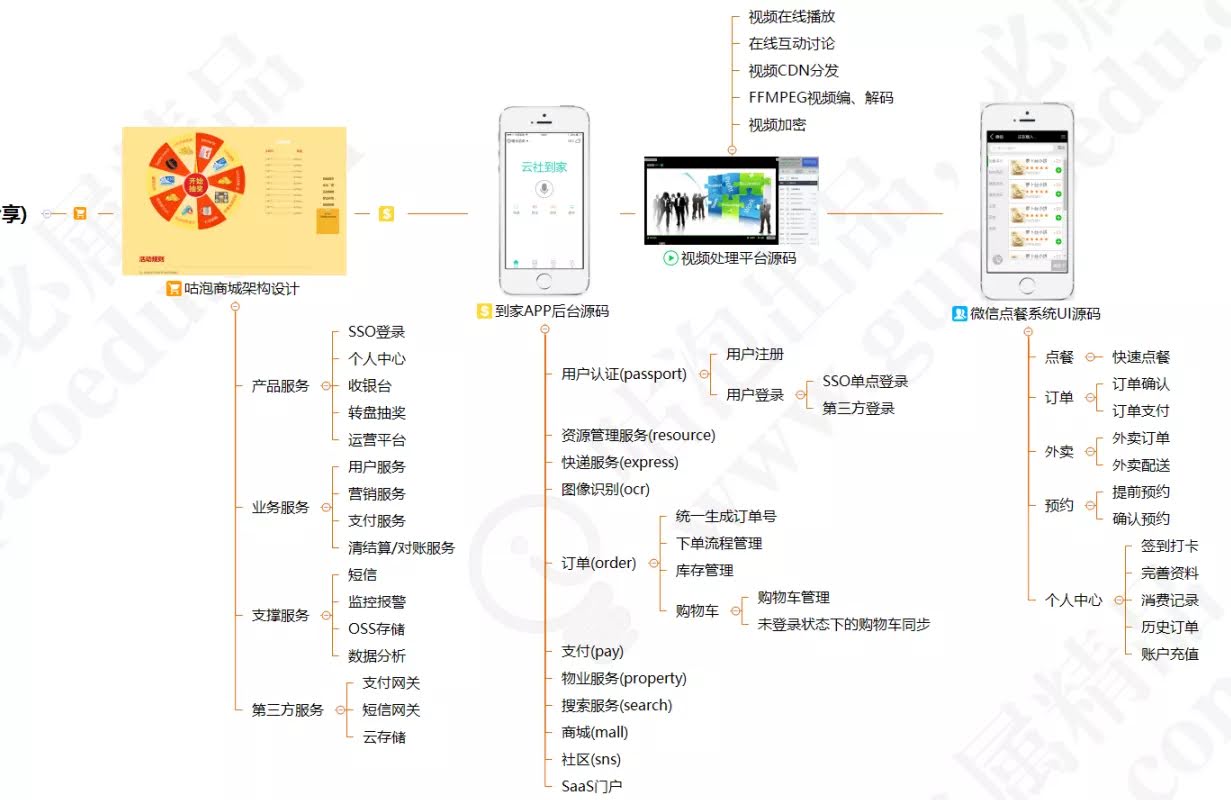 享)
视频在线播放
在线互动讨论
视频CDN分发
FFMPEG视频编、解码
视频加密
开始
抽奖
活动规则
云社到家
咕泡商城架构设计
产品服务
SSO登录
个人中心
收银台
转盘抽奖
运营平台
业务服务
用户服务
营销服务
支付服务
清结算/对账服务
支撑服务
短信
监控报警
OSS存储
数据分析
第三方服务
支付网关
短信网关
云存储
到家APP后台源码
用户认证(passport)
用户注册
用户登录
SSO单点登录
第三方登录
资源管理服务(resource)
快递服务(express)
图像识别(ocr)
订单(order)
统一生成订单号
下单流程管理
库存管理
购物车
购物车管理
未登录状态下的购物车同步
支付(pay)
物业服务(property)
搜索服务(search)
商城(mall)
社区(sns)
SaaS门户
视频处理平台源码
微信点餐系统UI源码
点餐
快速点餐
订单
订单确认
订单支付
外卖
外卖订单
外卖配送
预约
提前预约
确认预约
个人中心
签到打卡
完善资料
消费记录
历史订单
账户充值